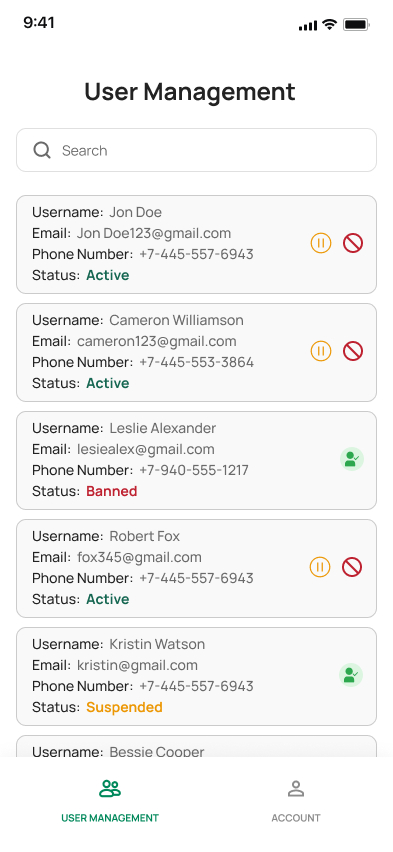 9:41
User Management
Search
Username: Jon Doe
Email: Jon Doe123@gmail.com
Phone Number: +7-445-557-6943
Status: Active
Username: Cameron Williamson
Email: cameron123@gmail.com
Phone Number: +7-445-553-3864
Status: Active
Username: Leslie Alexander
Email: lesiealex@gmail.com
Phone Number: +7-940-555-1217
Status: Banned
Username: Robert Fox
Email: fox345@gmail.com
Phone Number: +7-445-557-6943
Status: Active
Username: Kristin Watson
Email: kristin@gmail.com
Phone Number: +7-445-557-6943
Status: Suspended
Username: Bessie Cooper
USER MANAGEMENT
ACCOUNT